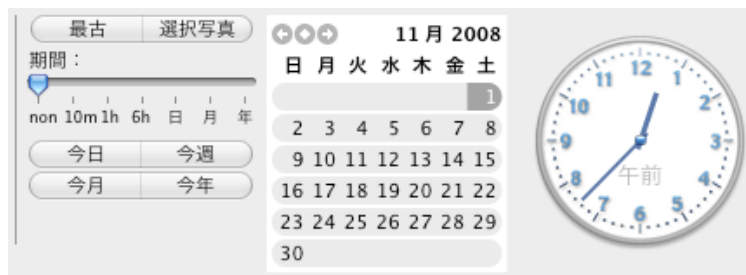 最古 選択写真
期間：
non 10m 1h 6h 日 月 年
今日 今週
今月 今年
11月 2008
日 月 火 水 木 金 土
1
2 3 4 5 6 7 8
9 10 11 12 13 14 15
16 17 18 19 20 21 22
23 24 25 26 27 28 29
30
12
11 1
10 2
9 3
午前
8 4
7 5
6